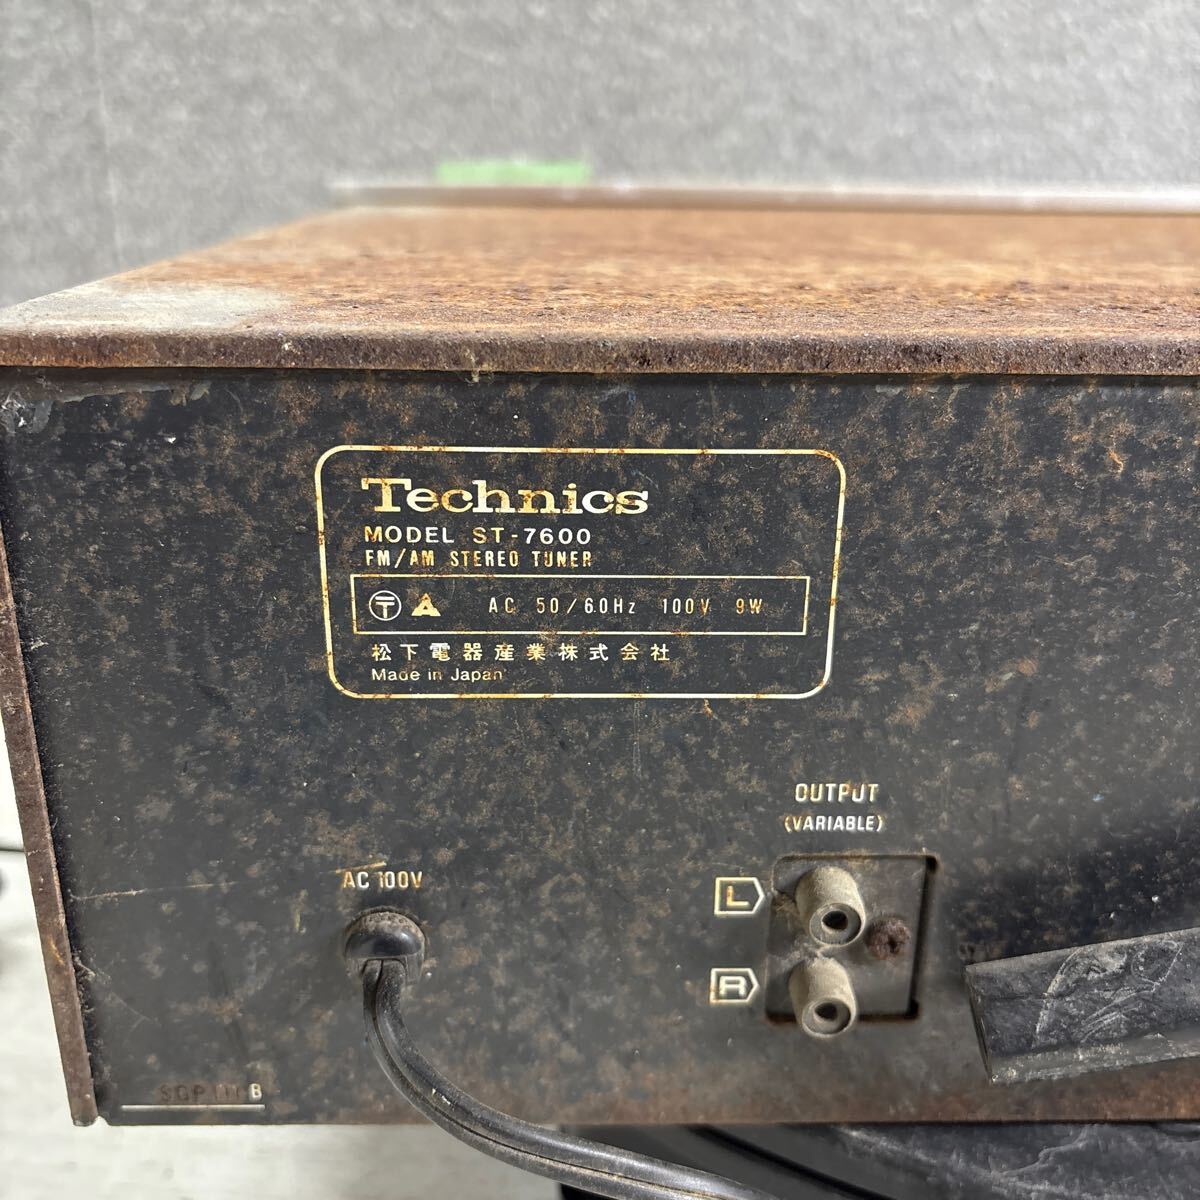 Technics
MODEL ST-7600
FM/AM STEREO TUNER
AC 50/60Hz 100V 9W
松下電器産業株式会社
Made in Japan
OUTPUT
(VARIABLE)
AC 100V
L
R